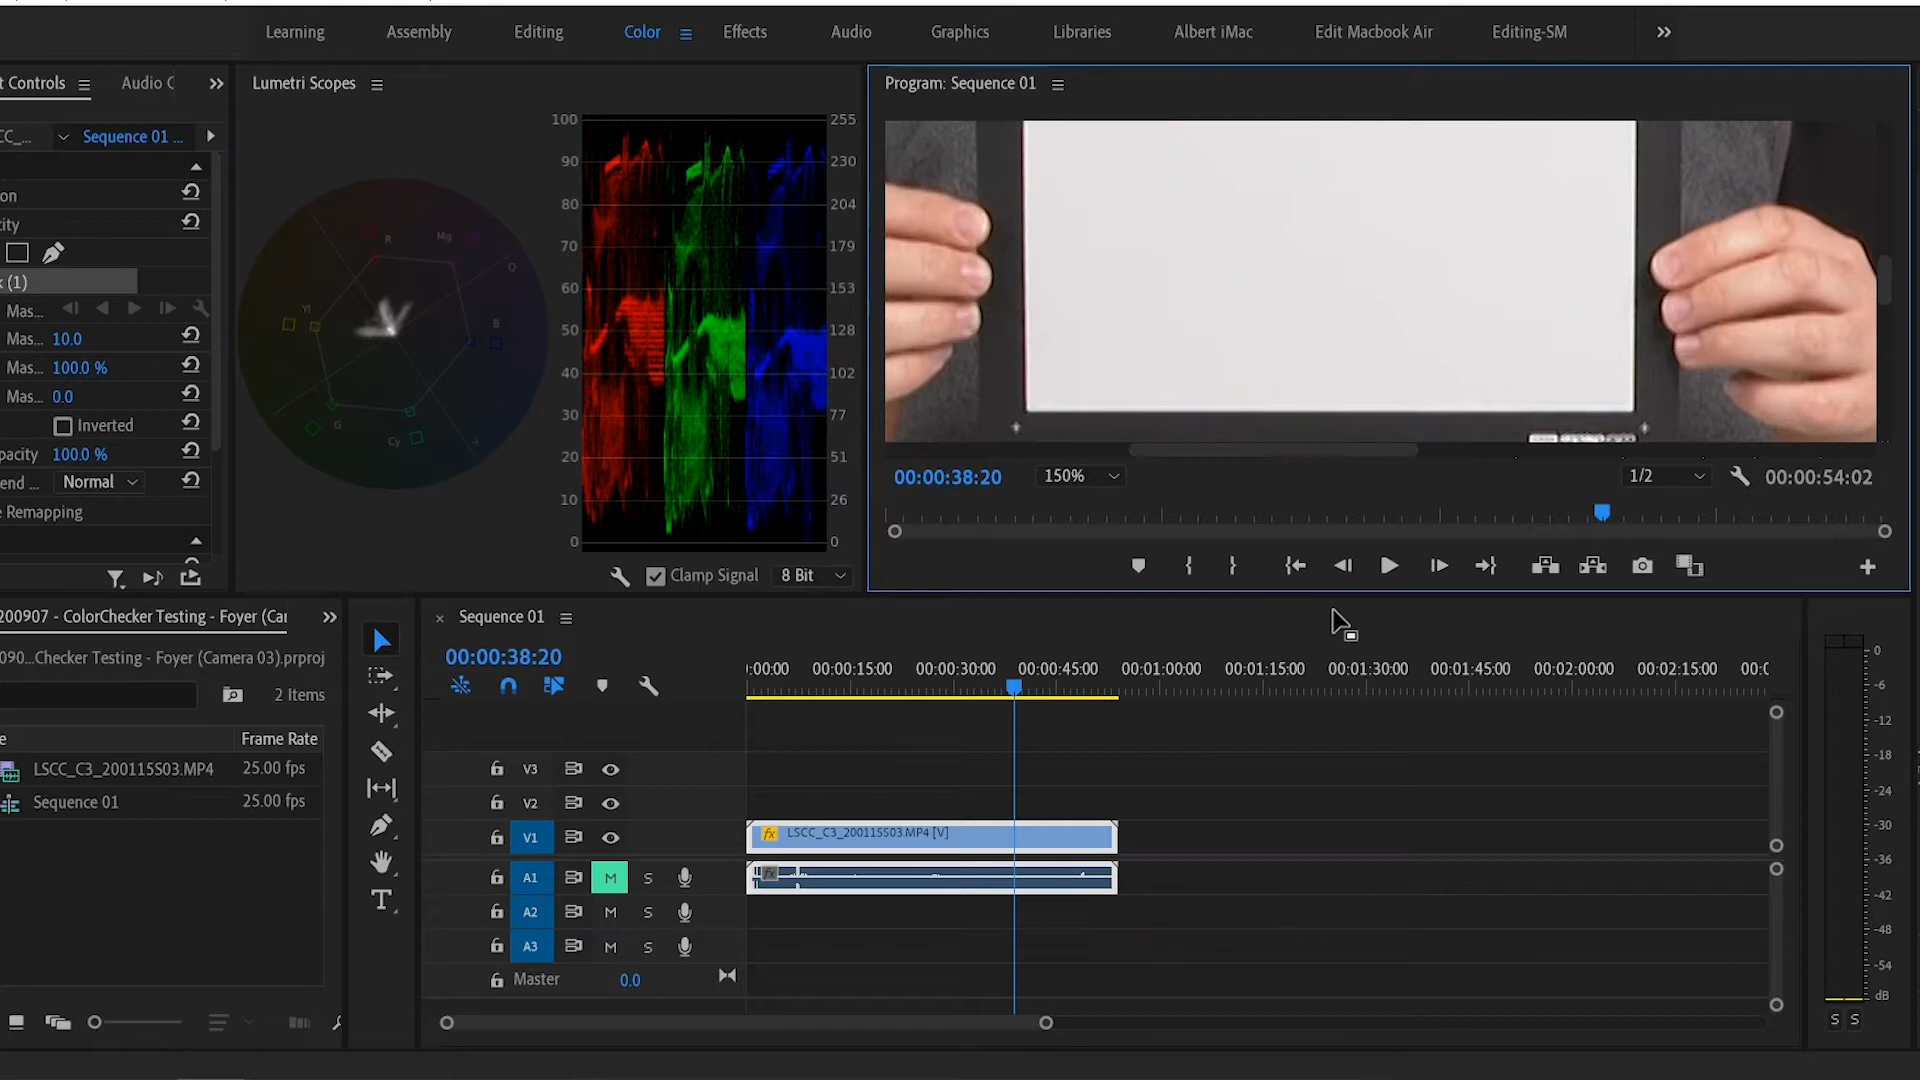 Learning Assembly Editing Color Effects Audio Graphics Libraries Albert iMac Edit Macbook Air Editing-SM
t Controls Audio C
Lumetri Scopes
Program: Sequence 01
CC_... Sequence 01 ...
on
ity
k (1)
Mas...
Mas... 10.0
Mas... 100.0 %
Mas... 0.0
Inverted
pacity 100.0 %
end ... Normal
e Remapping
R Mg B Cy G Yl
Q
100 90 80 70 60 50 40 30 20 10 0
255 230 204 179 153 128 102 77 51 26 0
Clamp Signal 8 Bit
00:00:38:20 150% 1/2 00:00:54:02
200907 - ColorChecker Testing - Foyer (Car
090...Checker Testing - Foyer (Camera 03).prproj
2 Items
e Frame Rate
LSCC_C3_200115S03.MP4 25.00 fps
Sequence 01 25.00 fps
× Sequence 01
00:00:38:20
:00:00 00:00:15:00 00:00:30:00 00:00:45:00 00:01:00:00 00:01:15:00 00:01:30:00 00:01:45:00 00:02:00:00 00:02:15:00 00:0
V3
V2
V1 fx LSCC_C3_200115S03.MP4 [V]
A1 M S fx
A2 M S
A3 M S
Master 0.0
0
-6
-12
-18
-24
-30
-36
-42
-48
-54
dB
S S